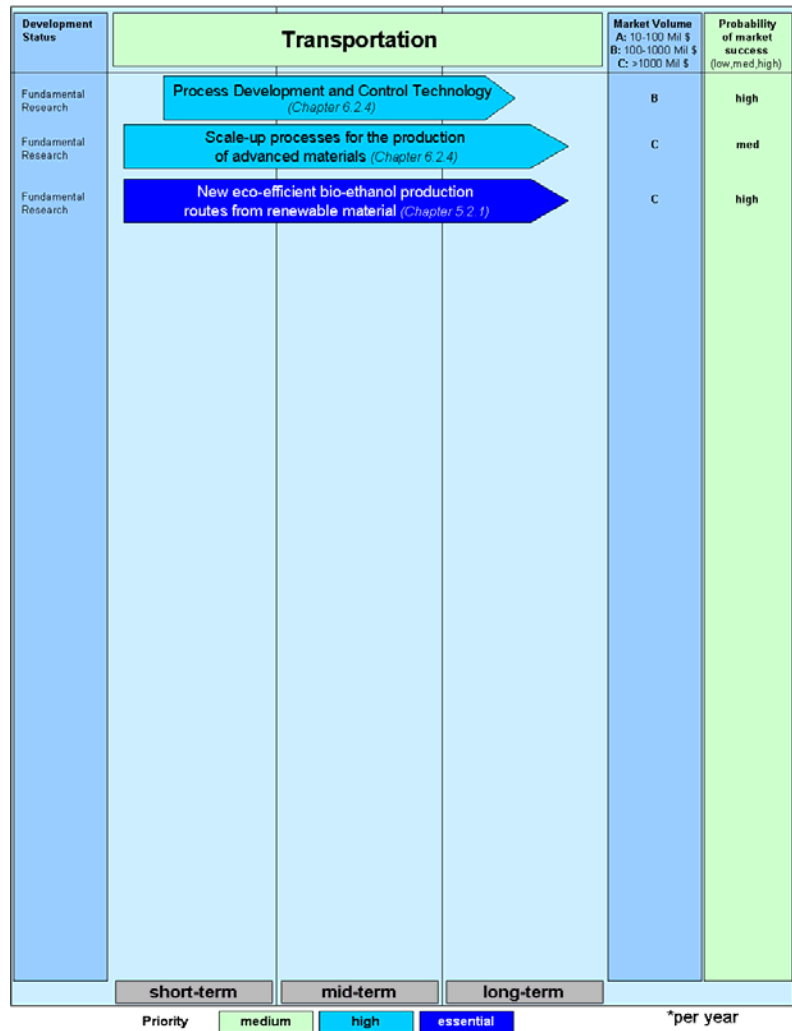 Development
Status
Transportation
Market Volume
A: 10-100 Mil $
B: 100-1000 Mil $
C: >1000 Mil $
Probability
of market
success
(low,med,high)
Fundamental
Research
Process Development and Control Technology
(Chapter 6.2.4)
B
high
Fundamental
Research
Scale-up processes for the production
of advanced materials (Chapter 6.2.4)
C
med
Fundamental
Research
New eco-efficient bio-ethanol production
routes from renewable material (Chapter 5.2.1)
C
high
short-term
mid-term
long-term
Priority
medium
high
essential
*per year